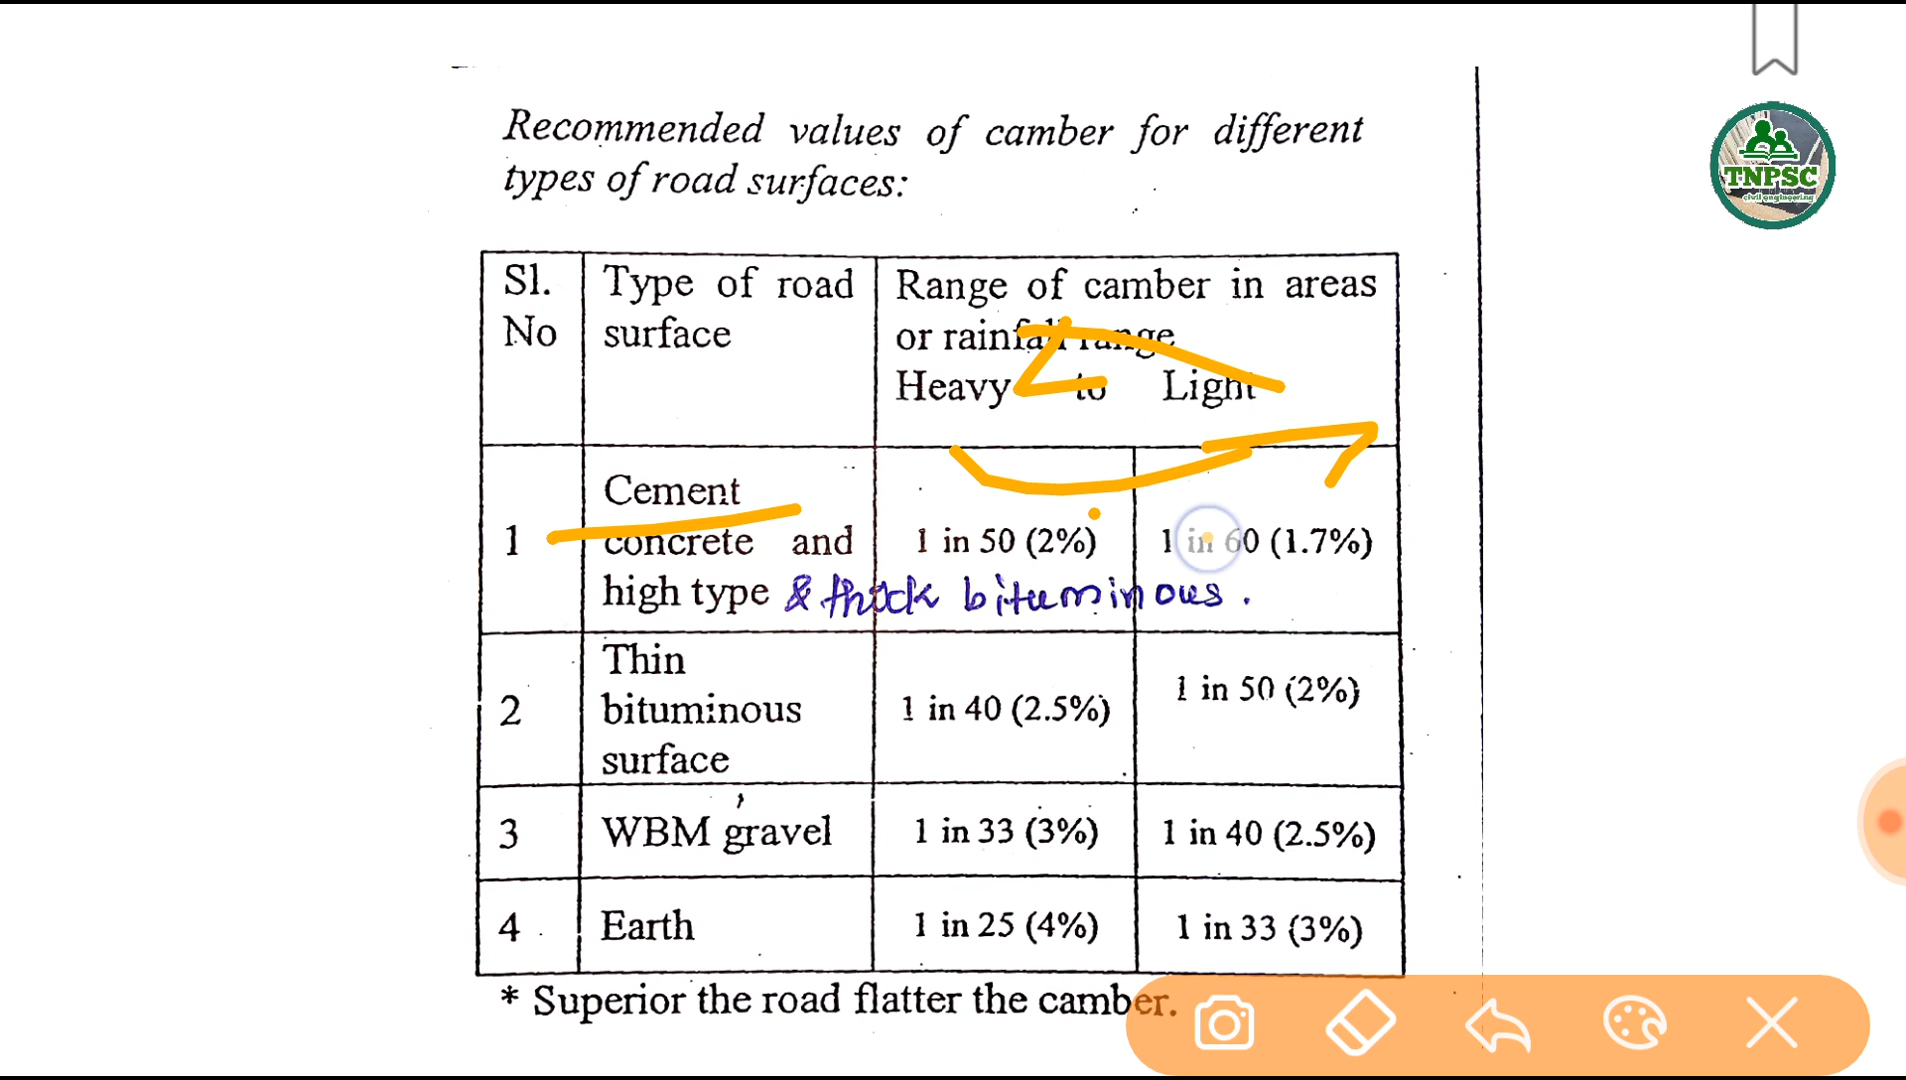 TNPSC
civil engineering
Recommended values of camber for different
types of road surfaces:
Sl.
No
Type of road
surface
Range of camber in areas
or rainfall range
Heavy to Light
1
Cement
concrete and
high type & thick bituminous.
1 in 50 (2%)
1 in 60 (1.7%)
2
Thin
bituminous
surface
1 in 40 (2.5%)
1 in 50 (2%)
3
WBM gravel
1 in 33 (3%)
1 in 40 (2.5%)
4
Earth
1 in 25 (4%)
1 in 33 (3%)
* Superior the road flatter the camber.